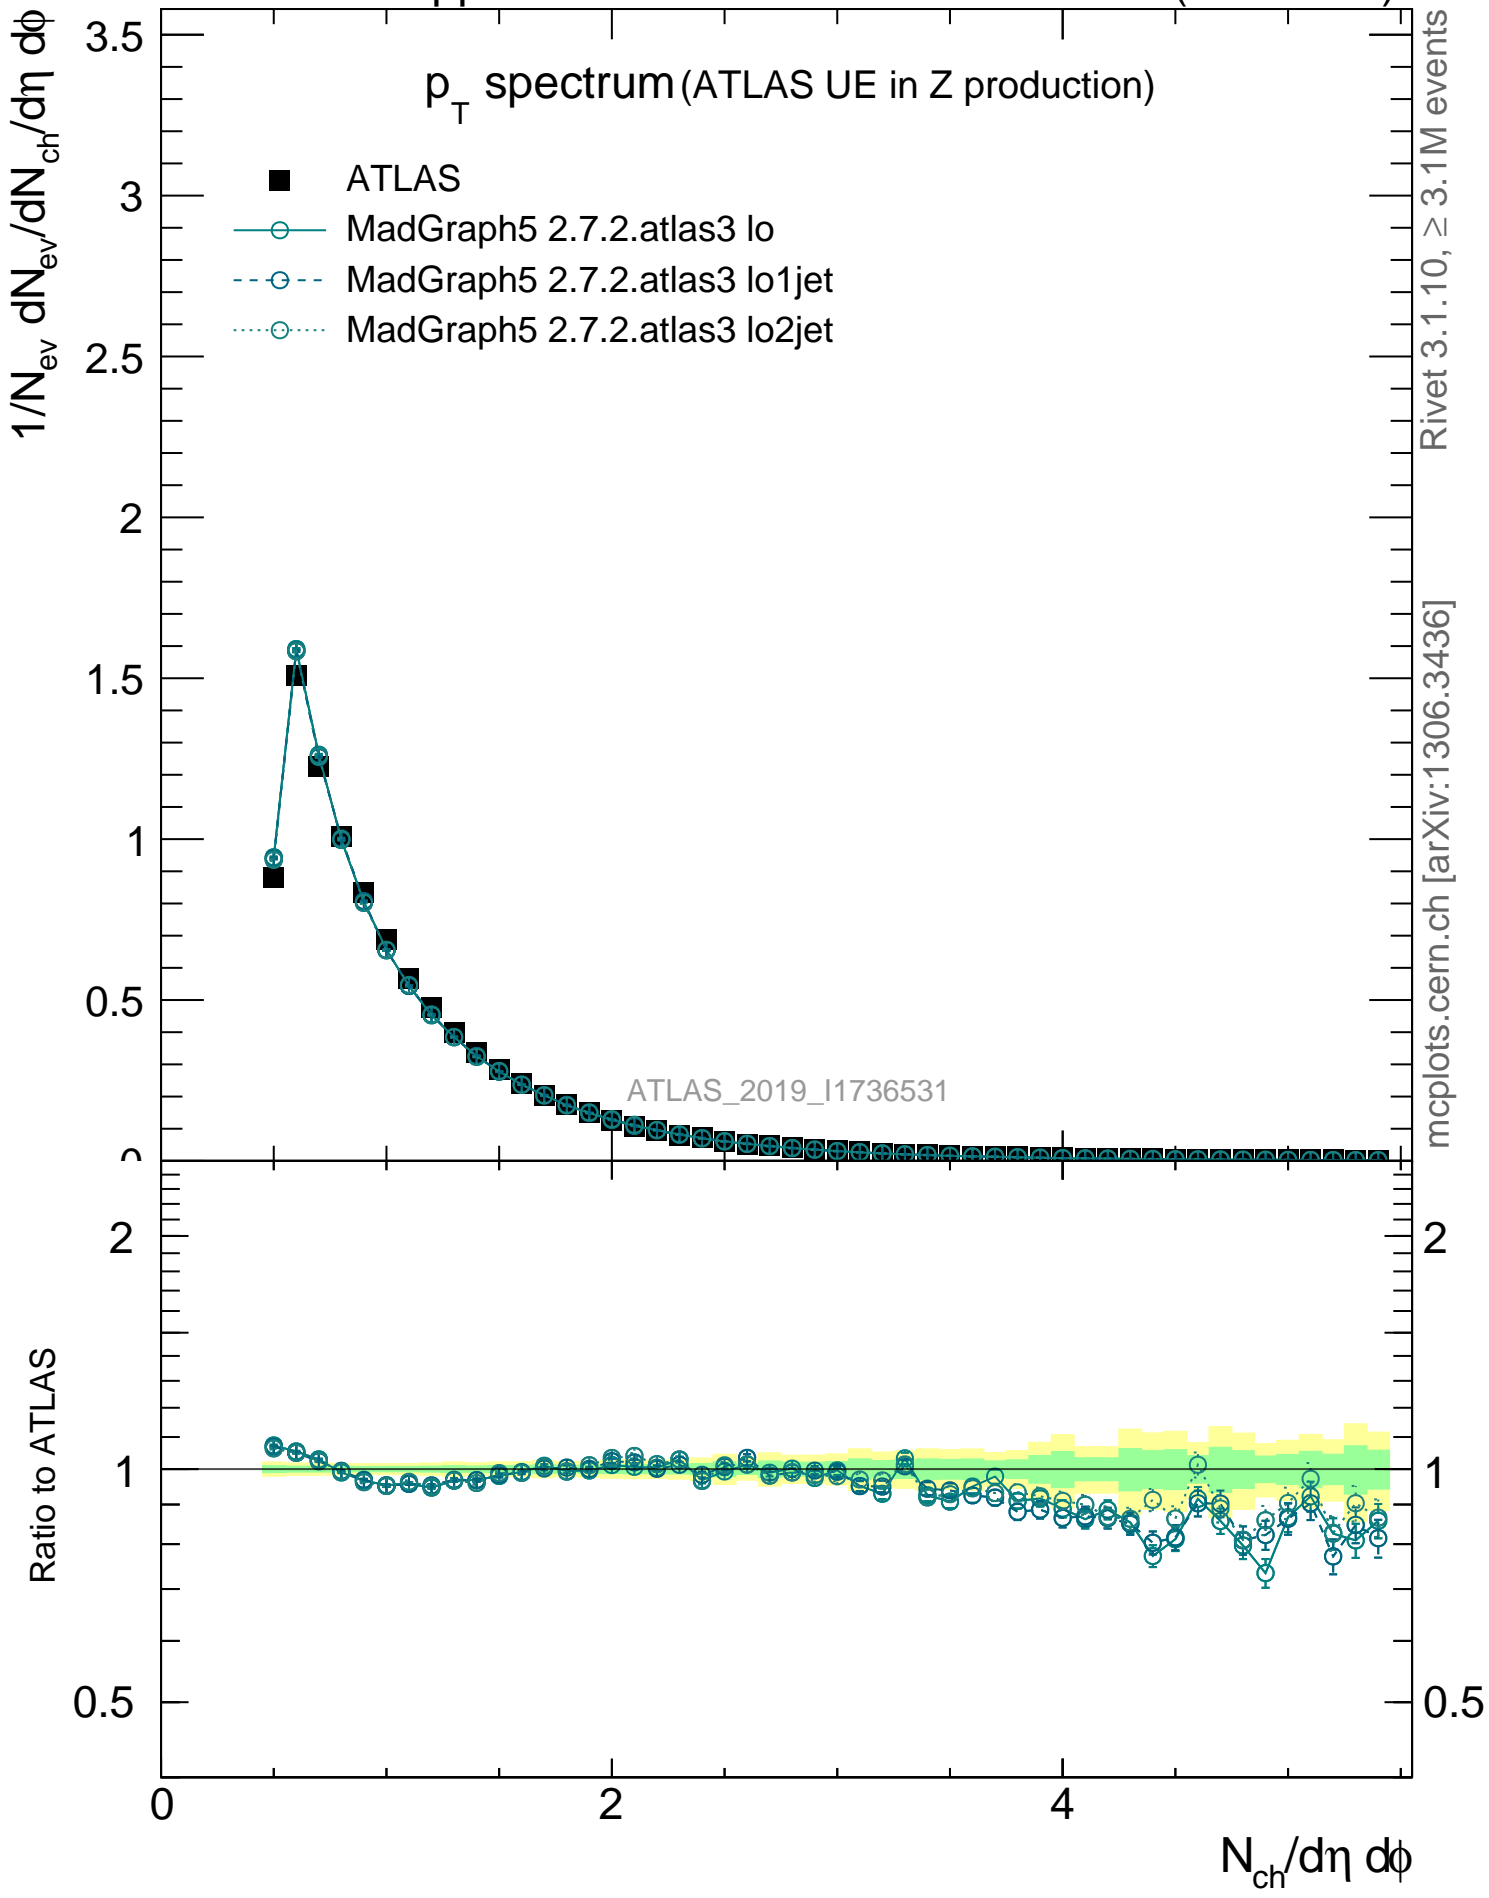 pp
1/N_ev dN_ev/dN_ch/dη dϕ
p_T spectrum (ATLAS UE in Z production)
ATLAS
MadGraph5 2.7.2.atlas3 lo
MadGraph5 2.7.2.atlas3 lo1jet
MadGraph5 2.7.2.atlas3 lo2jet
3.5
3
2.5
2
1.5
1
0.5
0
ATLAS_2019_I1736531
Rivet 3.1.10, ≥ 3.1M events
mcplots.cern.ch [arXiv:1306.3436]
Ratio to ATLAS
2
1
0.5
2
1
0.5
0
2
4
N_ch/dη dϕ